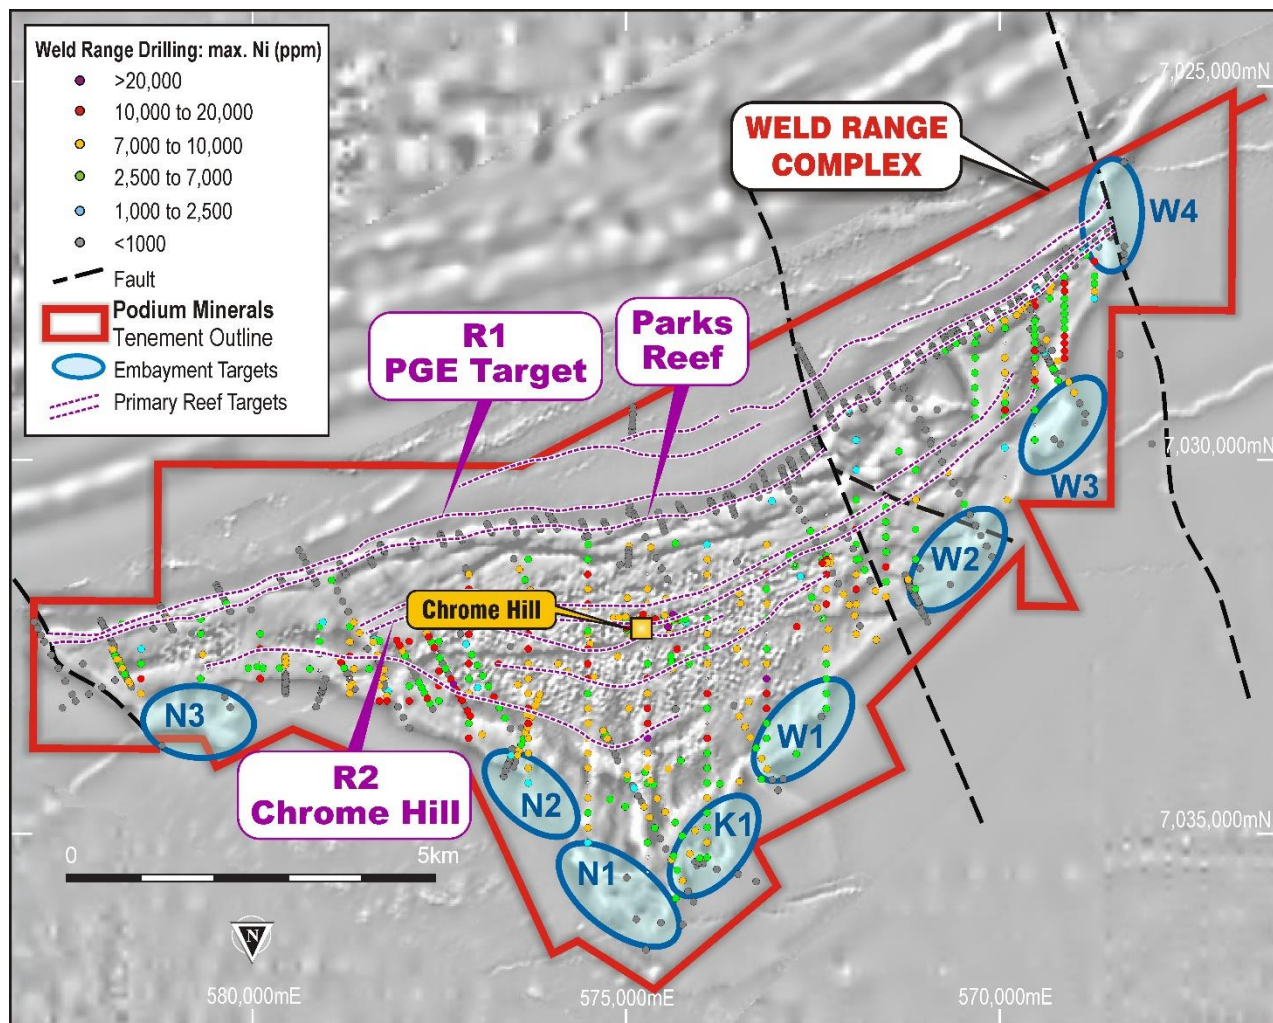 Weld Range Drilling: max. Ni (ppm)
>20,000
10,000 to 20,000
7,000 to 10,000
2,500 to 7,000
1,000 to 2,500
<1000
Fault
Podium Minerals
Tenement Outline
Embayment Targets
Primary Reef Targets
7,025,000mN
WELD RANGE
COMPLEX
W4
R1
PGE Target
Parks
Reef
7,030,000mN
W3
W2
Chrome Hill
N3
W1
R2
Chrome Hill
N2
K1
7,035,000mN
0
5km
N1
N
580,000mE
575,000mE
570,000mE